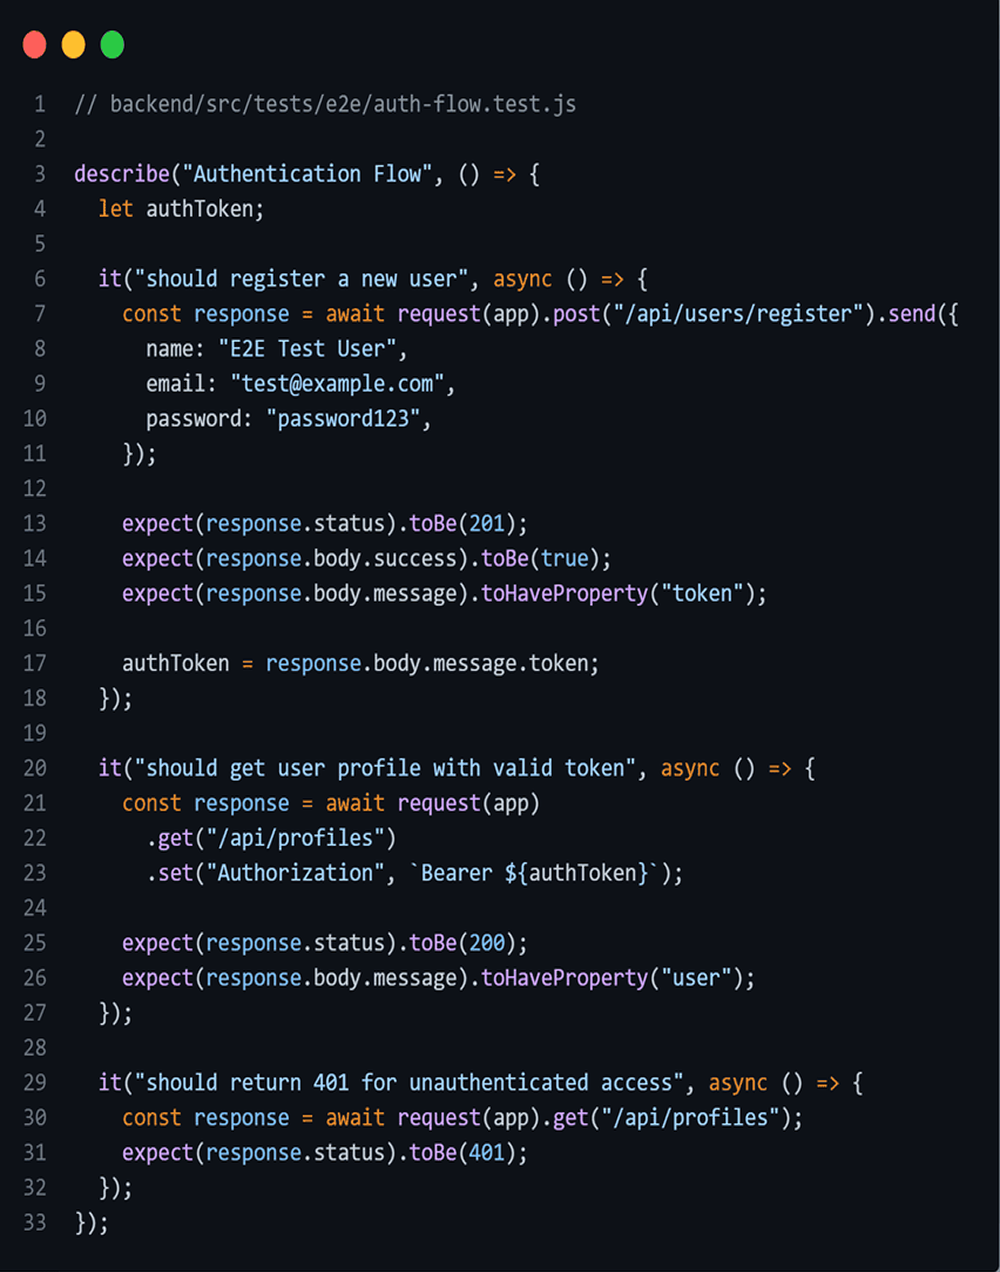 1 // backend/src/tests/e2e/auth-flow.test.js
2
3 describe("Authentication Flow", () => {
4   let authToken;
5
6   it("should register a new user", async () => {
7     const response = await request(app).post("/api/users/register").send({
8       name: "E2E Test User",
9       email: "test@example.com",
10       password: "password123",
11     });
12
13     expect(response.status).toBe(201);
14     expect(response.body.success).toBe(true);
15     expect(response.body.message).toHaveProperty("token");
16
17     authToken = response.body.message.token;
18   });
19
20   it("should get user profile with valid token", async () => {
21     const response = await request(app)
22       .get("/api/profiles")
23       .set("Authorization", `Bearer ${authToken}`);
24
25     expect(response.status).toBe(200);
26     expect(response.body.message).toHaveProperty("user");
27   });
28
29   it("should return 401 for unauthenticated access", async () => {
30     const response = await request(app).get("/api/profiles");
31     expect(response.status).toBe(401);
32   });
33 });